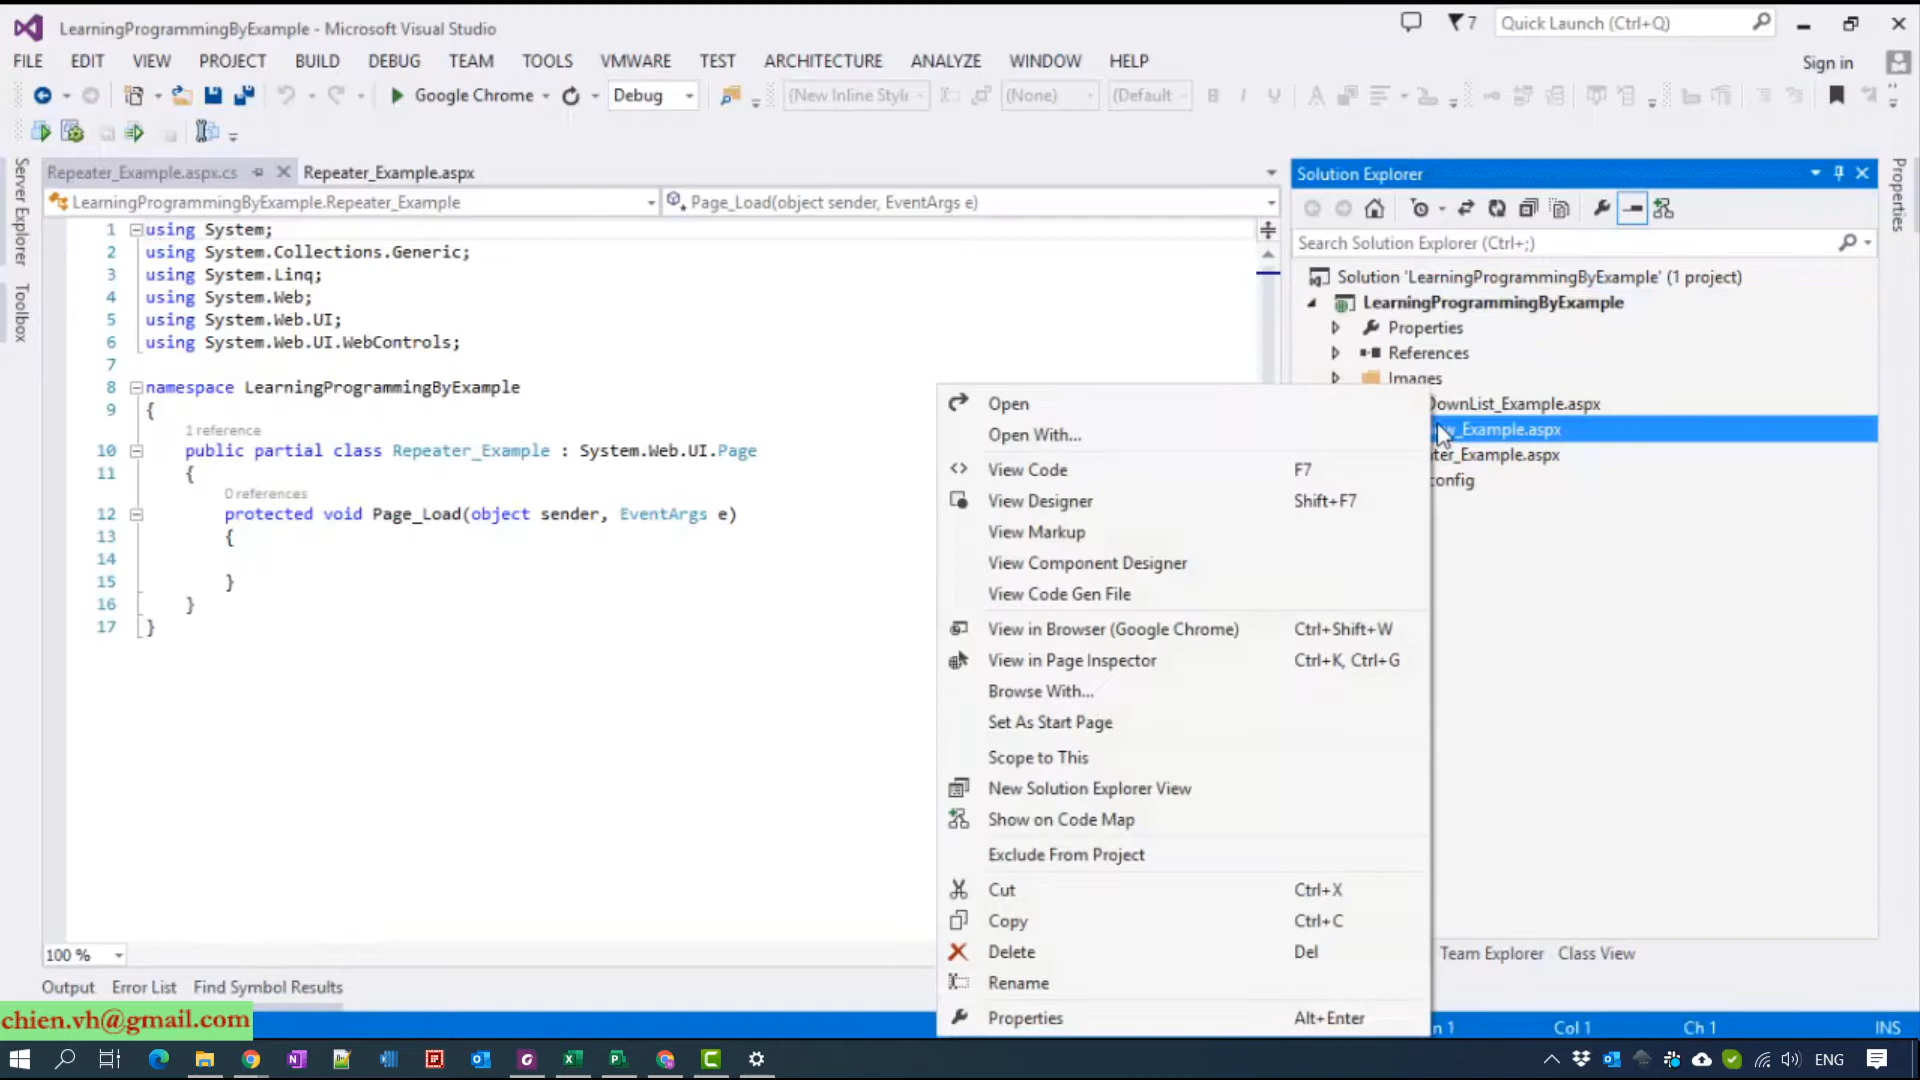 LearningProgrammingByExample - Microsoft Visual Studio
7
Quick Launch (Ctrl+Q)
FILE EDIT VIEW PROJECT BUILD DEBUG TEAM TOOLS VMWARE TEST ARCHITECTURE ANALYZE WINDOW HELP
Sign in
Google Chrome Debug (New Inline Style (None) (Default
Server Explorer
Toolbox
Repeater_Example.aspx.cs Repeater_Example.aspx
LearningProgrammingByExample.Repeater_Example Page_Load(object sender, EventArgs e)
1 using System;
2 using System.Collections.Generic;
3 using System.Linq;
4 using System.Web;
5 using System.Web.UI;
6 using System.Web.UI.WebControls;
7
8 namespace LearningProgrammingByExample
9 {
1 reference
10 public partial class Repeater_Example : System.Web.UI.Page
11 {
0 references
12 protected void Page_Load(object sender, EventArgs e)
13 {
14
15 }
16 }
17 }
100 %
Output Error List Find Symbol Results
Solution Explorer
Properties
Search Solution Explorer (Ctrl+;)
Solution 'LearningProgrammingByExample' (1 project)
LearningProgrammingByExample
Properties
References
Images
DownList_Example.aspx
w_Example.aspx
ter_Example.aspx
config
Open
Open With...
View Code F7
View Designer Shift+F7
View Markup
View Component Designer
View Code Gen File
View in Browser (Google Chrome) Ctrl+Shift+W
View in Page Inspector Ctrl+K, Ctrl+G
Browse With...
Set As Start Page
Scope to This
New Solution Explorer View
Show on Code Map
Exclude From Project
Cut Ctrl+X
Copy Ctrl+C
Delete Del
Rename
Properties Alt+Enter
Team Explorer Class View
n 1 Col 1 Ch 1 INS
chien.vh@gmail.com
ENG